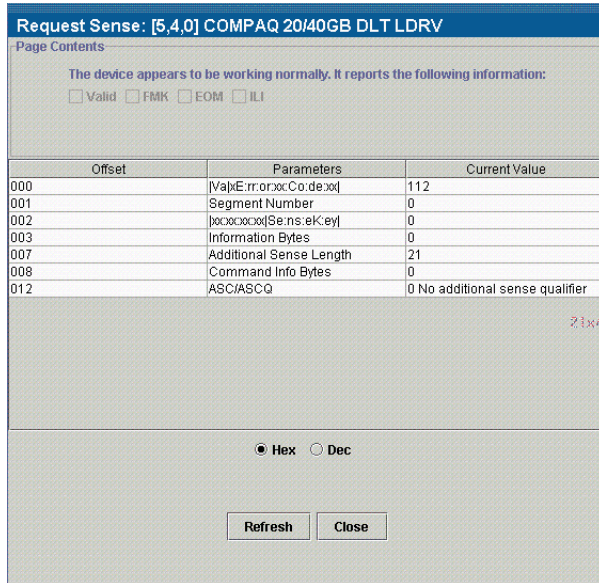 Request Sense: [5,4,0] COMPAQ 20/40GB DLT LDRV
Page Contents
The device appears to be working normally. It reports the following information:
Valid FMK EOM ILI
Offset Parameters Current Value
000 |Va|xE:rr:or:xx:Co:de:xx| 112
001 Segment Number 0
002 |xx:xx:xx:xx|Se:ns:eK:ey| 0
003 Information Bytes 0
007 Additional Sense Length 21
008 Command Info Bytes 0
012 ASC/ASCQ 0 No additional sense qualifier
Hex Dec
Refresh Close